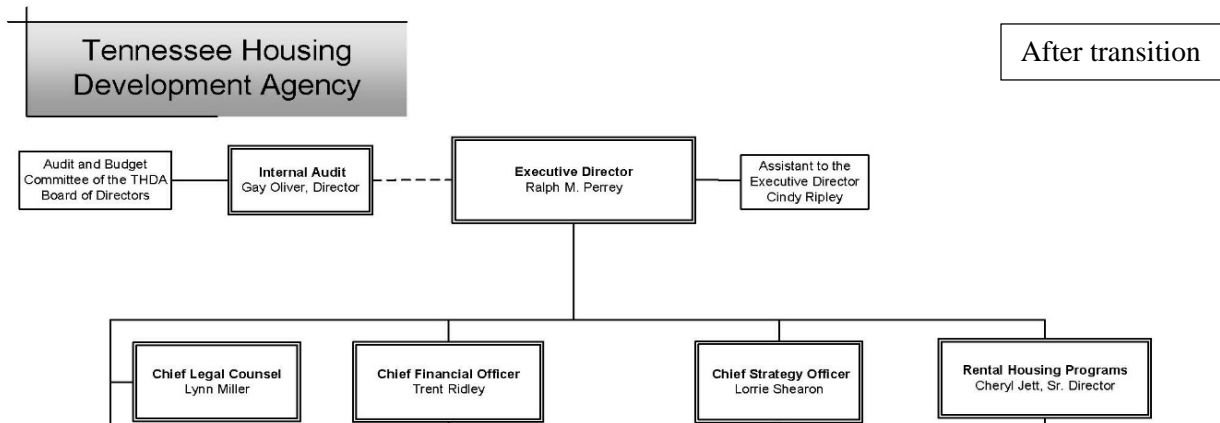 Tennessee Housing
Development Agency
After transition
Audit and Budget
Committee of the THDA
Board of Directors
Internal Audit
Gay Oliver, Director
Executive Director
Ralph M. Perrey
Assistant to the
Executive Director
Cindy Ripley
Chief Legal Counsel
Lynn Miller
Chief Financial Officer
Trent Ridley
Chief Strategy Officer
Lorrie Shearon
Rental Housing Programs
Cheryl Jett, Sr. Director